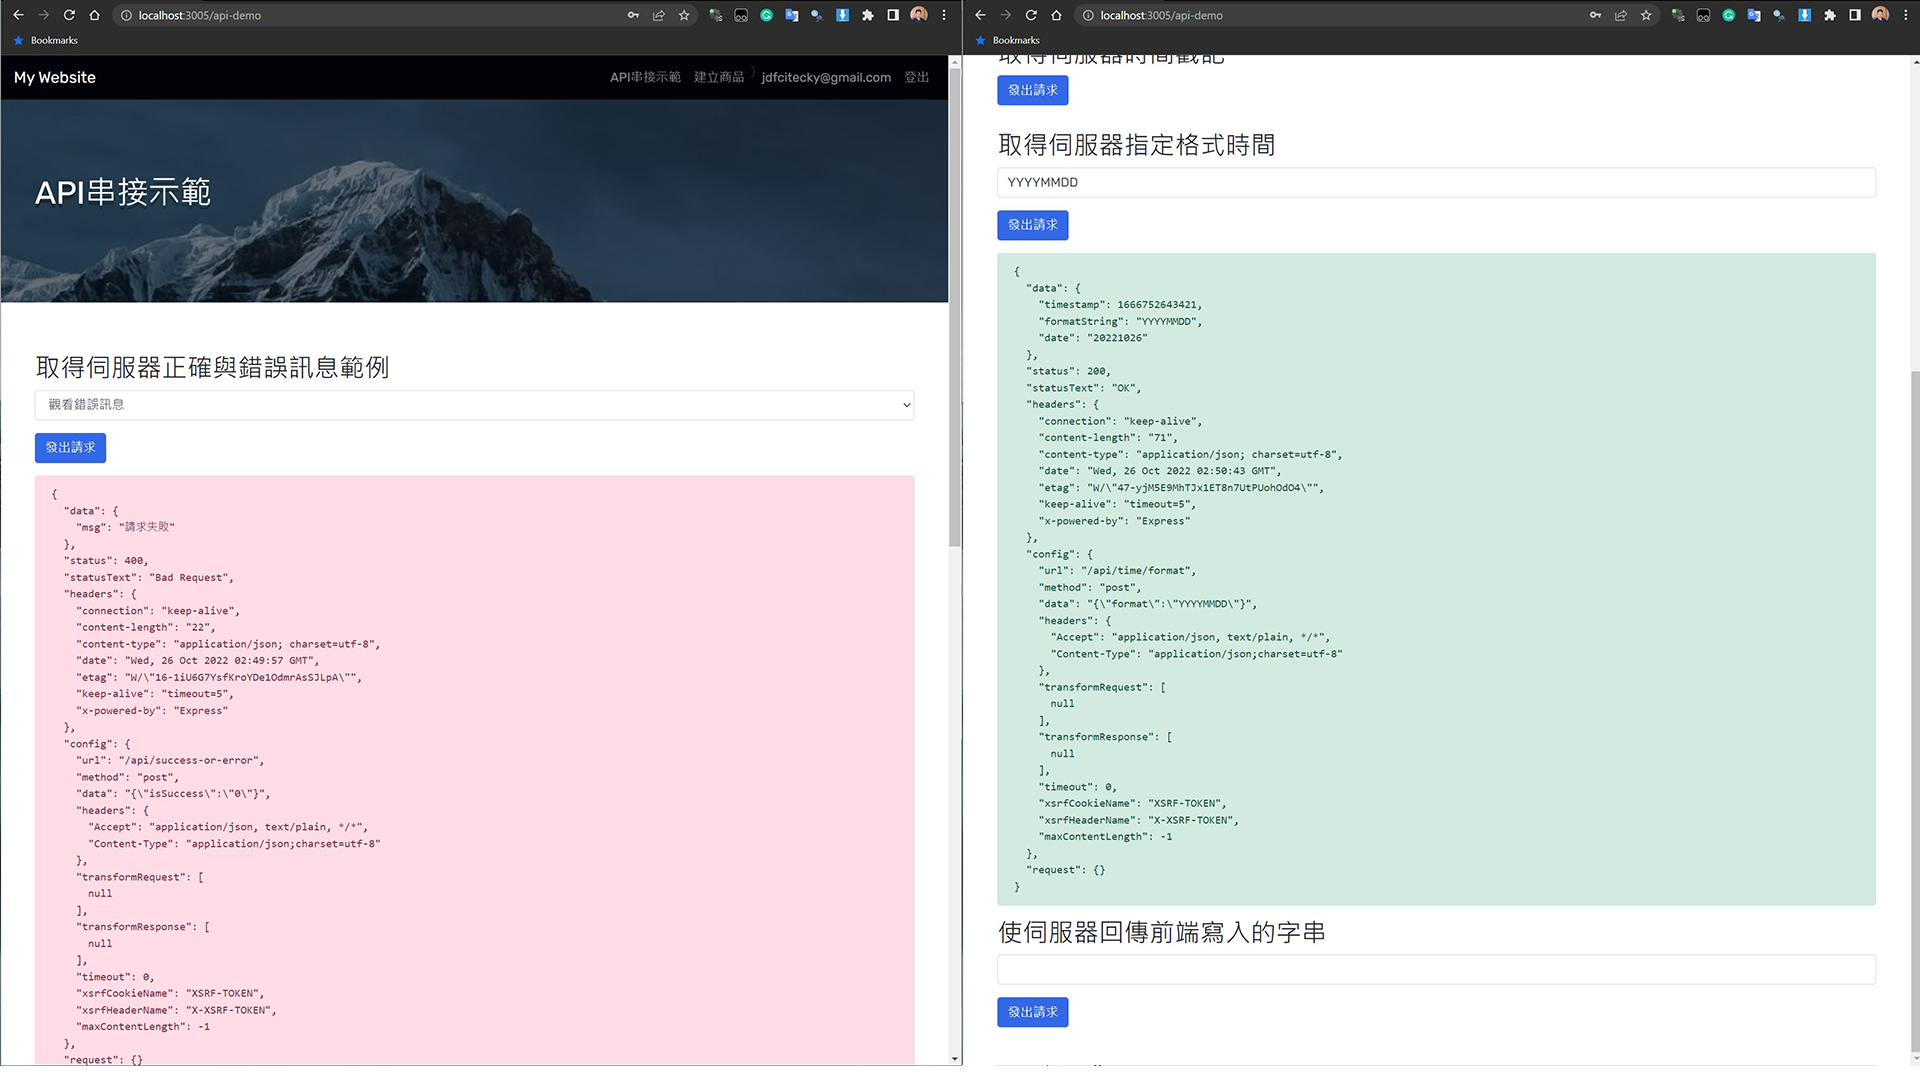 localhost:3005/api-demo
Bookmarks
My Website
API串接示範
建立商品
jdfcitecky@gmail.com
登出
API串接示範
取得伺服器正確與錯誤訊息範例
觀看錯誤訊息
發出請求
{
"data": {
"msg": "請求失敗"
},
"status": 400,
"statusText": "Bad Request",
"headers": {
"connection": "keep-alive",
"content-length": "22",
"content-type": "application/json; charset=utf-8",
"date": "Wed, 26 Oct 2022 02:49:57 GMT",
"etag": "W/\"16-1iU6G7YsfKroYDe1OdmrAsSJLpA\"",
"keep-alive": "timeout=5",
"x-powered-by": "Express"
},
"config": {
"url": "/api/success-or-error",
"method": "post",
"data": "{\"isSuccess\":\"0\"}",
"headers": {
"Accept": "application/json, text/plain, */*",
"Content-Type": "application/json;charset=utf-8"
},
"transformRequest": [
null
],
"transformResponse": [
null
],
"timeout": 0,
"xsrfCookieName": "XSRF-TOKEN",
"xsrfHeaderName": "X-XSRF-TOKEN",
"maxContentLength": -1
},
"request": {}
localhost:3005/api-demo
Bookmarks
取得伺服器時間戳記
發出請求
取得伺服器指定格式時間
YYYYMMDD
發出請求
{
"data": {
"timestamp": 1666752643421,
"formatString": "YYYYMMDD",
"date": "20221026"
},
"status": 200,
"statusText": "OK",
"headers": {
"connection": "keep-alive",
"content-length": "71",
"content-type": "application/json; charset=utf-8",
"date": "Wed, 26 Oct 2022 02:50:43 GMT",
"etag": "W/\"47-yjM5E9MhTJx1ET8n7UtPUohOdO4\"",
"keep-alive": "timeout=5",
"x-powered-by": "Express"
},
"config": {
"url": "/api/time/format",
"method": "post",
"data": "{\"format\":\"YYYYMMDD\"}",
"headers": {
"Accept": "application/json, text/plain, */*",
"Content-Type": "application/json;charset=utf-8"
},
"transformRequest": [
null
],
"transformResponse": [
null
],
"timeout": 0,
"xsrfCookieName": "XSRF-TOKEN",
"xsrfHeaderName": "X-XSRF-TOKEN",
"maxContentLength": -1
},
"request": {}
}
使伺服器回傳前端寫入的字串
發出請求